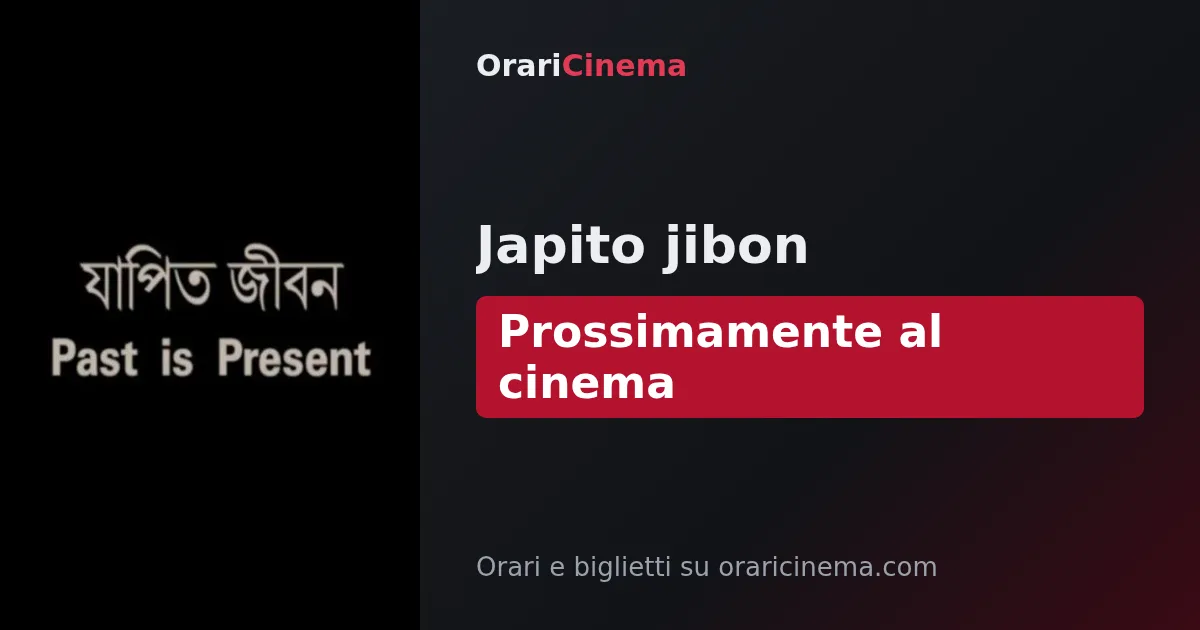 যাপিত জীবন
Past is Present
OrariCinema
Japito jibon
Prossimamente al
cinema
Orari e biglietti su oraricinema.com